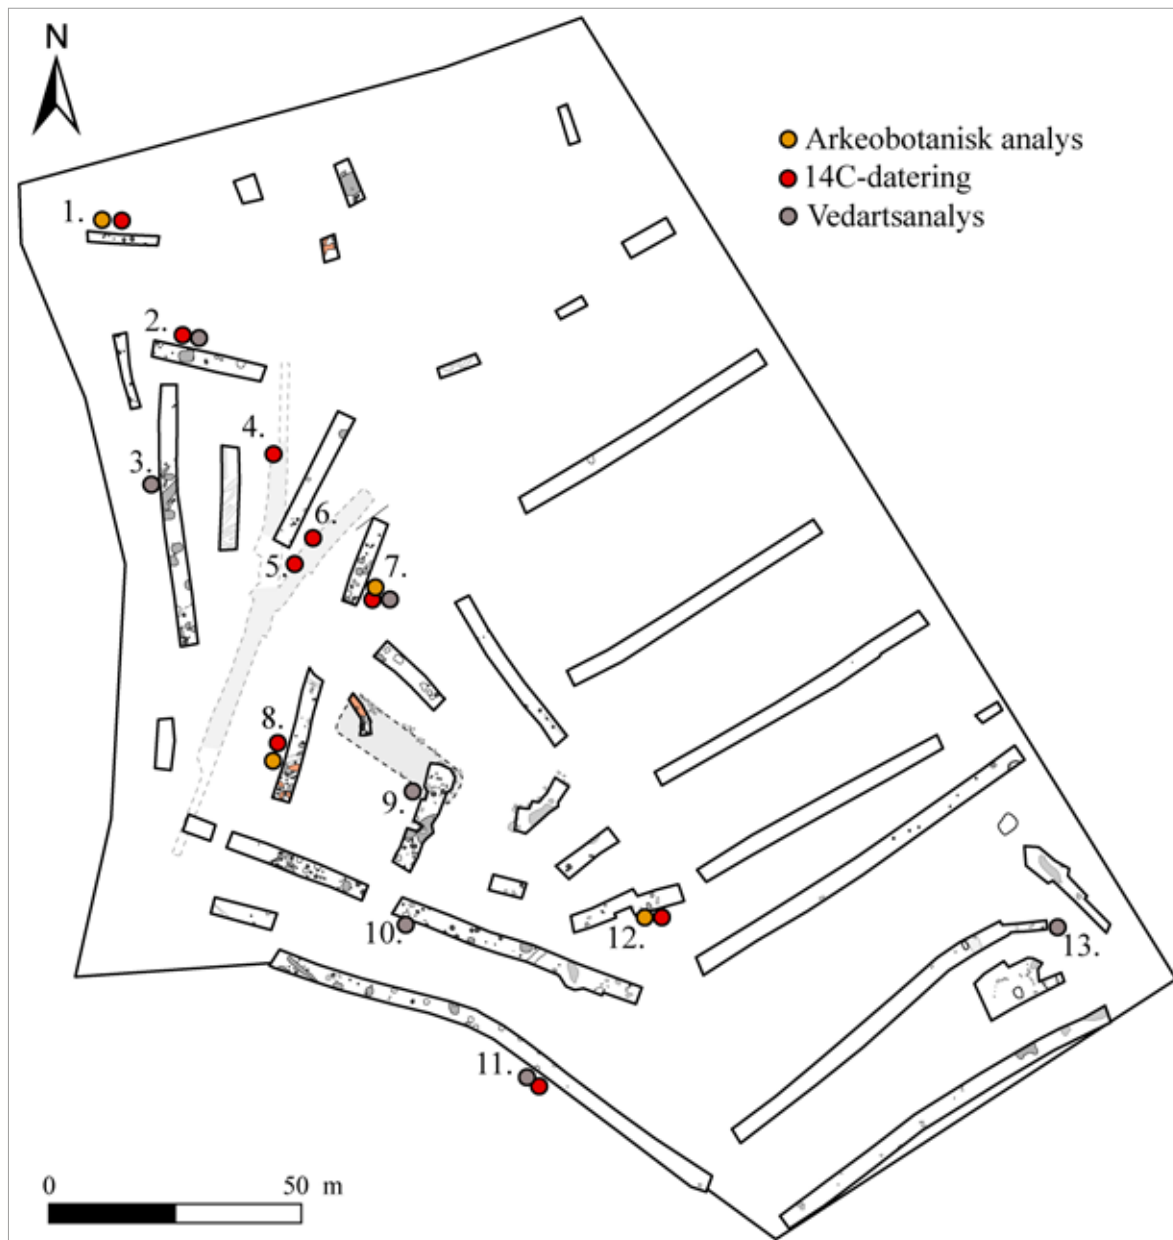 N
Arkeobotanisk analys
14C-datering
Vedartsanalys
1.
2.
3.
4.
5.
6.
7.
8.
9.
10.
11.
12.
13.
0 50 m